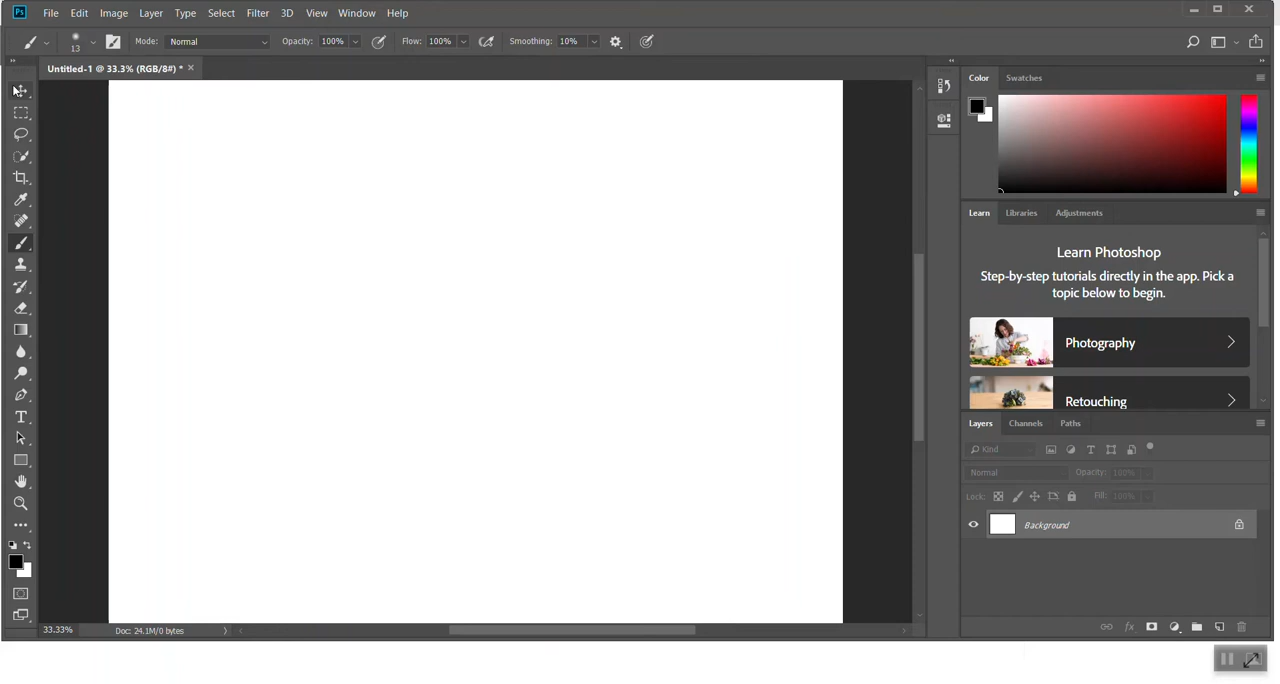 Ps File Edit Image Layer Type Select Filter 3D View Window Help
13 Mode: Normal Opacity: 100% Flow: 100% Smoothing: 10%
Untitled-1 @ 33.3% (RGB/8#) * ×
Color Swatches
Learn Libraries Adjustments
Learn Photoshop
Step-by-step tutorials directly in the app. Pick a
topic below to begin.
Photography
Retouching
Layers Channels Paths
Kind
Normal Opacity: 100%
Lock: Fill: 100%
Background
33.33% Doc: 24.1M/0 bytes